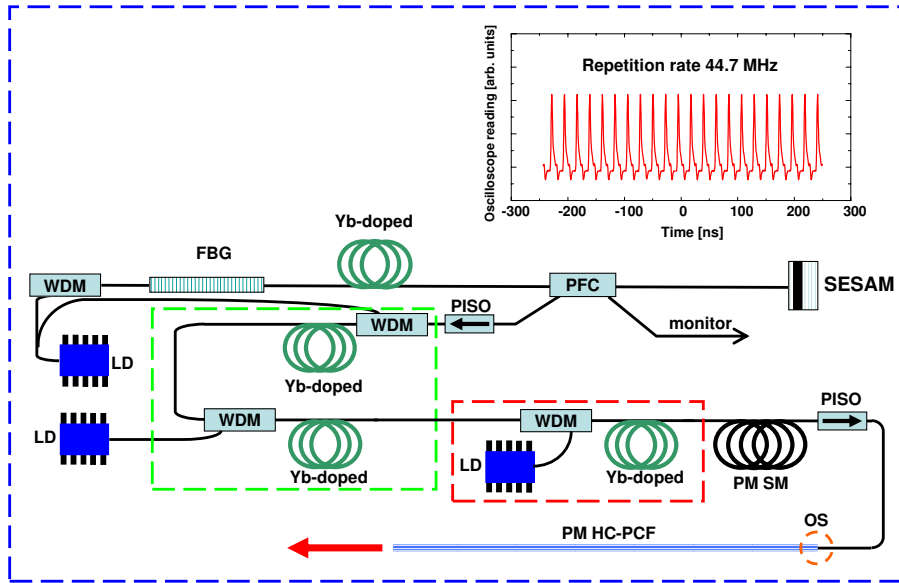 Oscilloscope reading [arb. units]
Repetition rate 44.7 MHz
-300 -200 -100 0 100 200 300
Time [ns]
Yb-doped
FBG
WDM
PFC
SESAM
PISO
WDM
monitor
LD
Yb-doped
WDM
LD
Yb-doped
WDM
LD
Yb-doped
PM SM
PISO
OS
PM HC-PCF